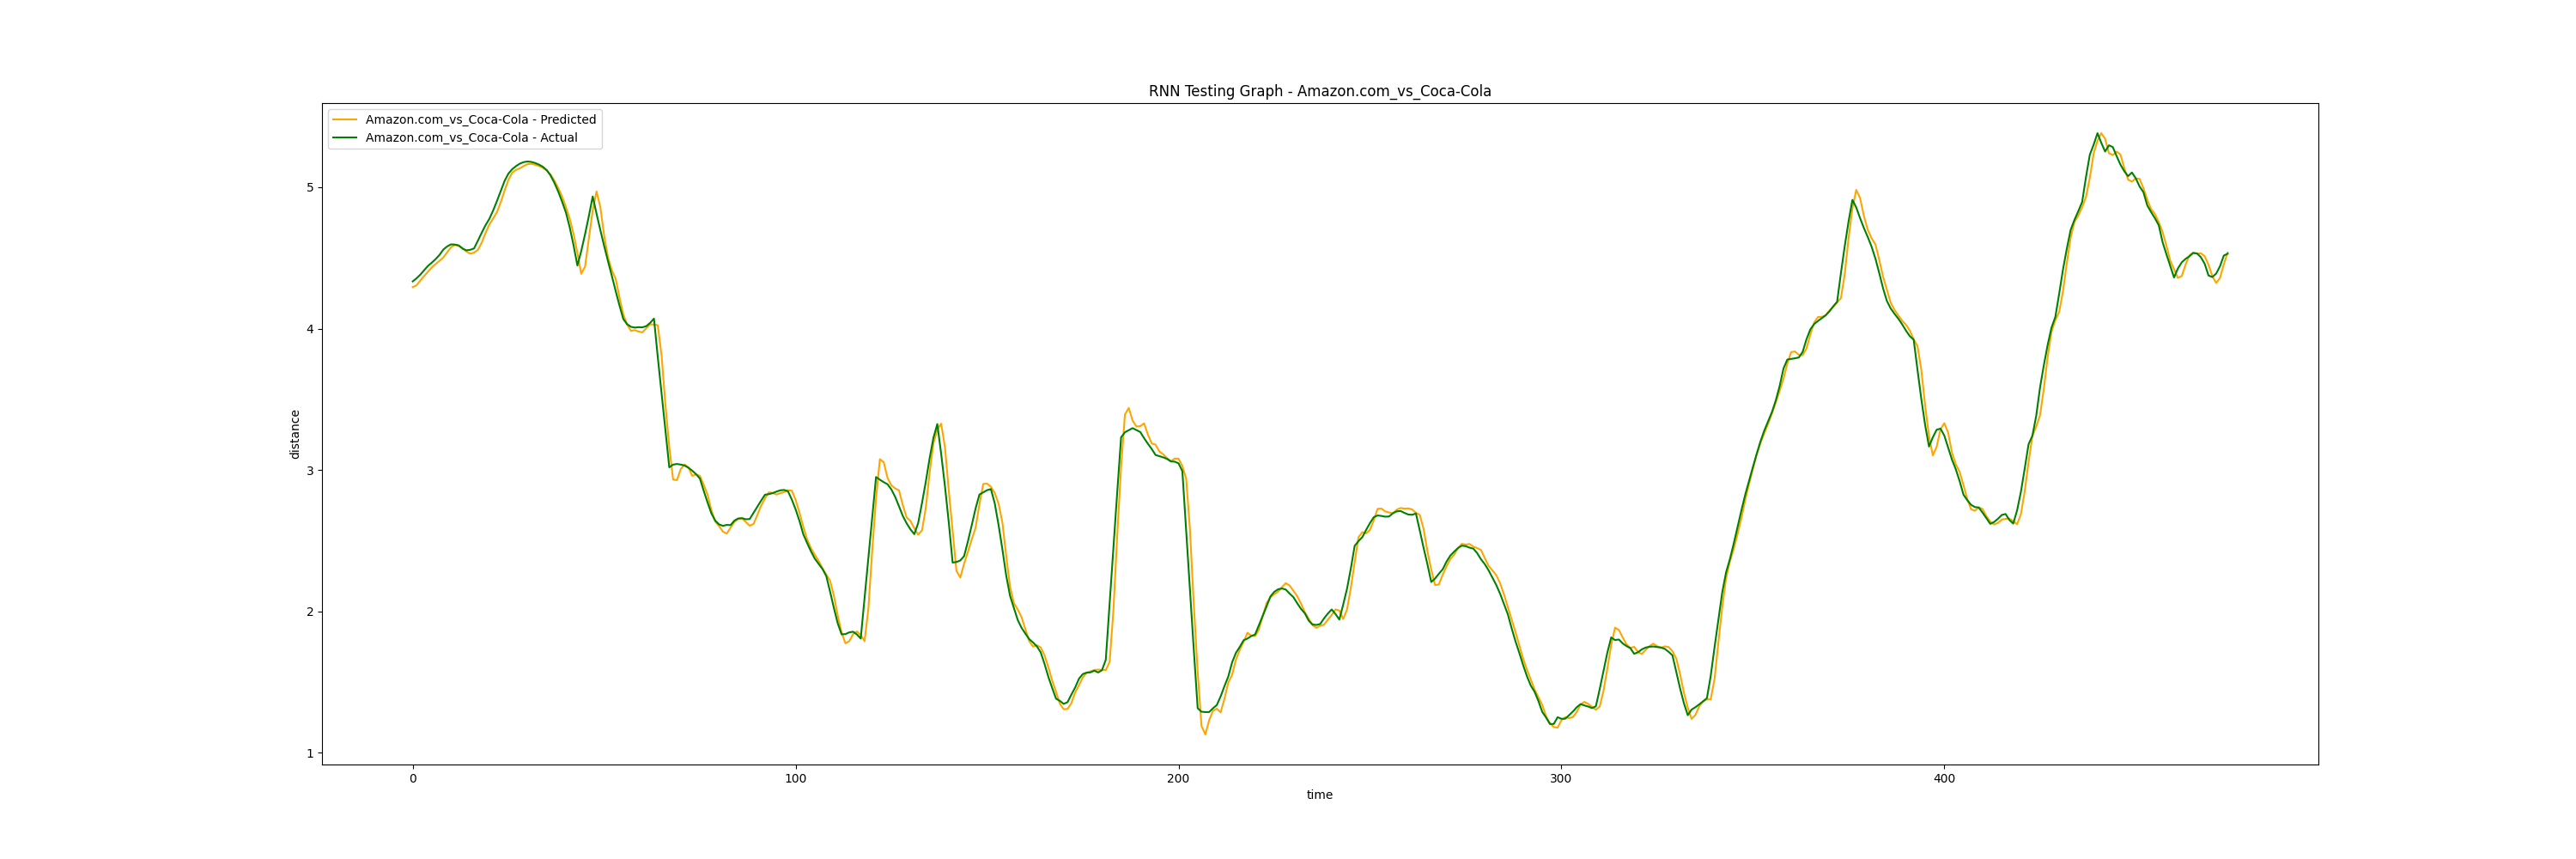 RNN Testing Graph - Amazon.com_vs_Coca-Cola
Amazon.com_vs_Coca-Cola - Predicted
Amazon.com_vs_Coca-Cola - Actual
distance
5
4
3
2
1
0
100
200
300
400
time